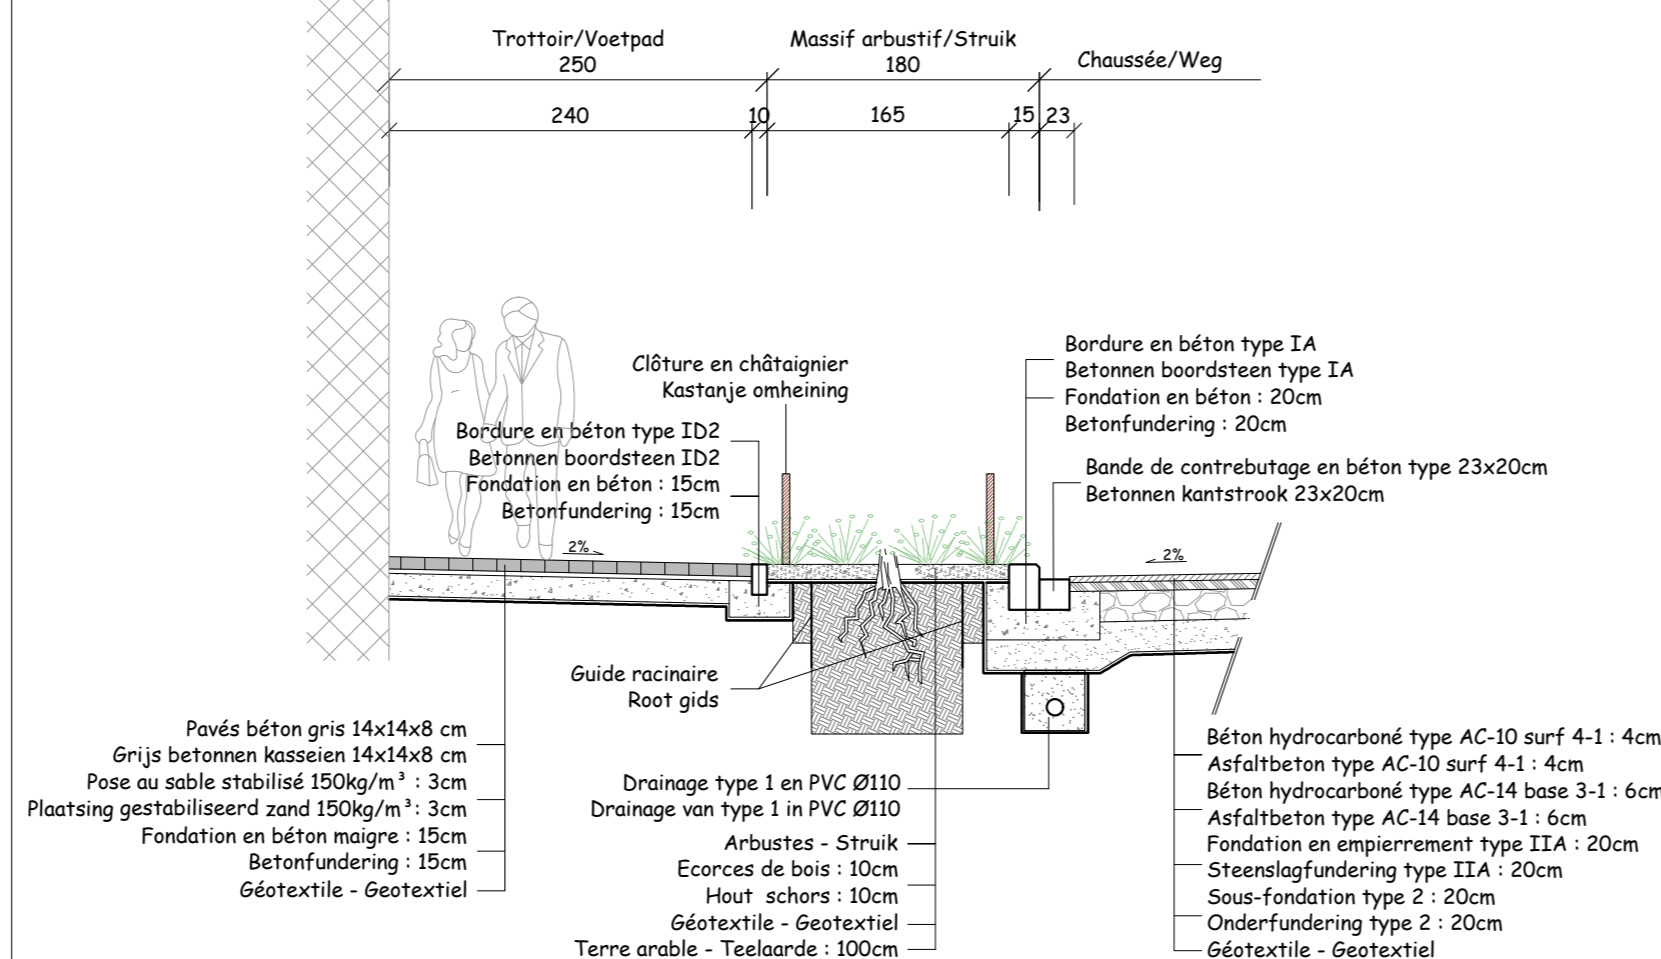 Trottoir/Voetpad
250
Massif arbustif/Struik
180
Chaussée/Weg
240
10
165
15
23
Clôture en châtaignier
Kastanje omheining
Bordure en béton type ID2
Betonnen boordsteen ID2
Fondation en béton : 15cm
Betonfundering : 15cm
Bordure en béton type IA
Betonnen boordsteen type IA
Fondation en béton : 20cm
Betonfundering : 20cm
Bande de contrebutage en béton type 23x20cm
Betonnen kantstrook 23x20cm
2%
2%
Guide racinaire
Root gids
Pavés béton gris 14x14x8 cm
Grijs betonnen kasseien 14x14x8 cm
Pose au sable stabilisé 150kg/m³ : 3cm
Plaatsing gestabiliseerd zand 150kg/m³: 3cm
Fondation en béton maigre : 15cm
Betonfundering : 15cm
Géotextile - Geotextiel
Drainage type 1 en PVC Ø110
Drainage van type 1 in PVC Ø110
Arbustes - Struik
Ecorces de bois : 10cm
Hout schors : 10cm
Géotextile - Geotextiel
Terre arable - Teelaarde : 100cm
Béton hydrocarboné type AC-10 surf 4-1 : 4cm
Asfaltbeton type AC-10 surf 4-1 : 4cm
Béton hydrocarboné type AC-14 base 3-1 : 6cm
Asfaltbeton type AC-14 base 3-1 : 6cm
Fondation en empierrement type IIA : 20cm
Steenslagfundering type IIA : 20cm
Sous-fondation type 2 : 20cm
Onderfundering type 2 : 20cm
Géotextile - Geotextiel